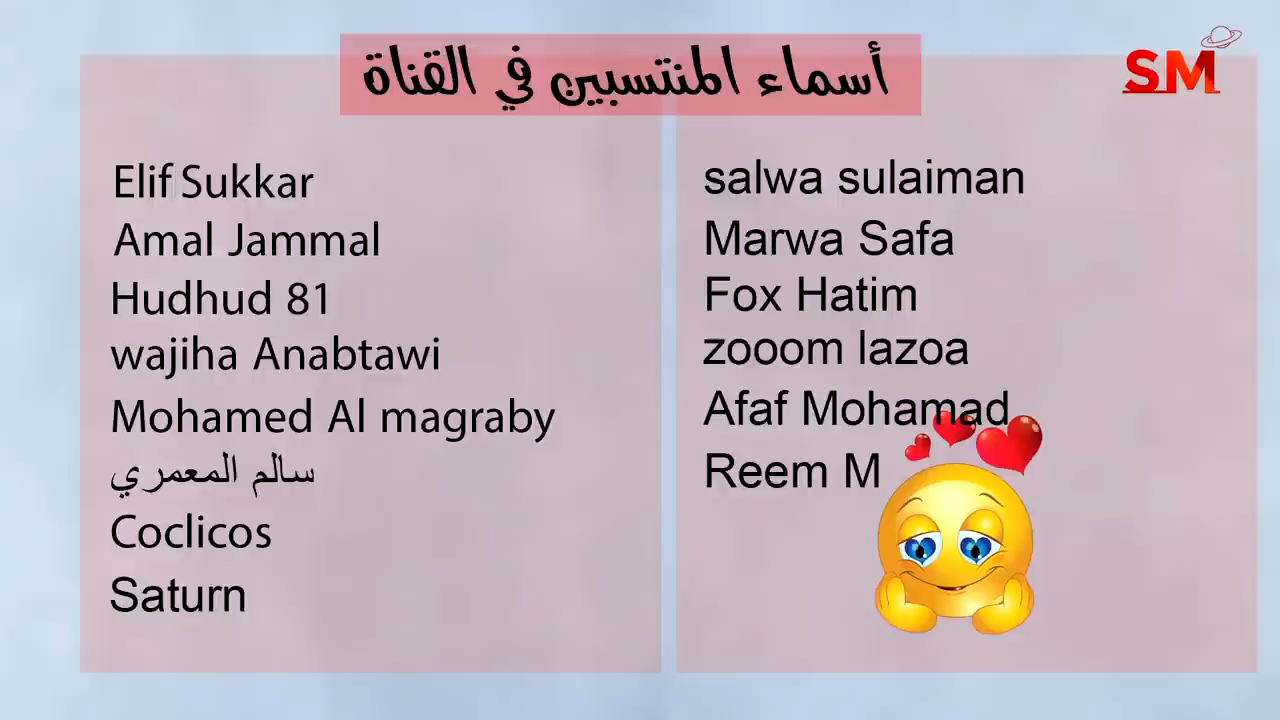 أسماء المنتسبين في القناة
SM
Elif Sukkar
Amal Jammal
Hudhud 81
wajiha Anabtawi
Mohamed Al magraby
سالم المعمري
Coclicos
Saturn
salwa sulaiman
Marwa Safa
Fox Hatim
zooom lazoa
Afaf Mohamad
Reem M